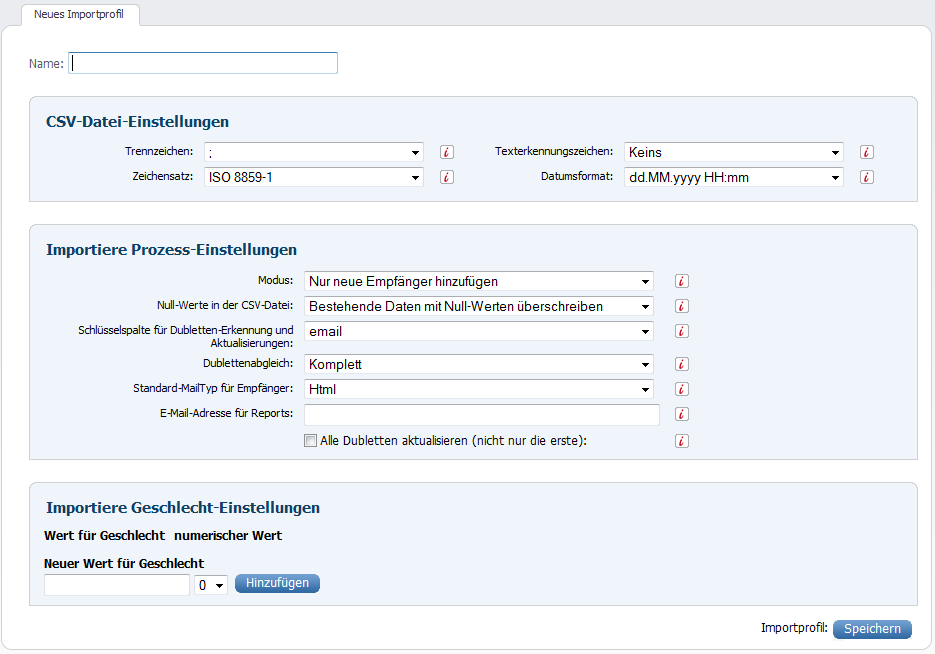 Neues Importprofil
Name:
CSV-Datei-Einstellungen
Trennzeichen: ; i Texterkennungszeichen: Keins i
Zeichensatz: ISO 8859-1 i Datumsformat: dd.MM.yyyy HH:mm i
Importiere Prozess-Einstellungen
Modus: Nur neue Empfänger hinzufügen i
Null-Werte in der CSV-Datei: Bestehende Daten mit Null-Werten überschreiben i
Schlüsselspalte für Dubletten-Erkennung und
Aktualisierungen: email i
Dublettenabgleich: Komplett i
Standard-MailTyp für Empfänger: Html i
E-Mail-Adresse für Reports: i
Alle Dubletten aktualisieren (nicht nur die erste): i
Importiere Geschlecht-Einstellungen
Wert für Geschlecht numerischer Wert
Neuer Wert für Geschlecht
0 Hinzufügen
Importprofil: Speichern